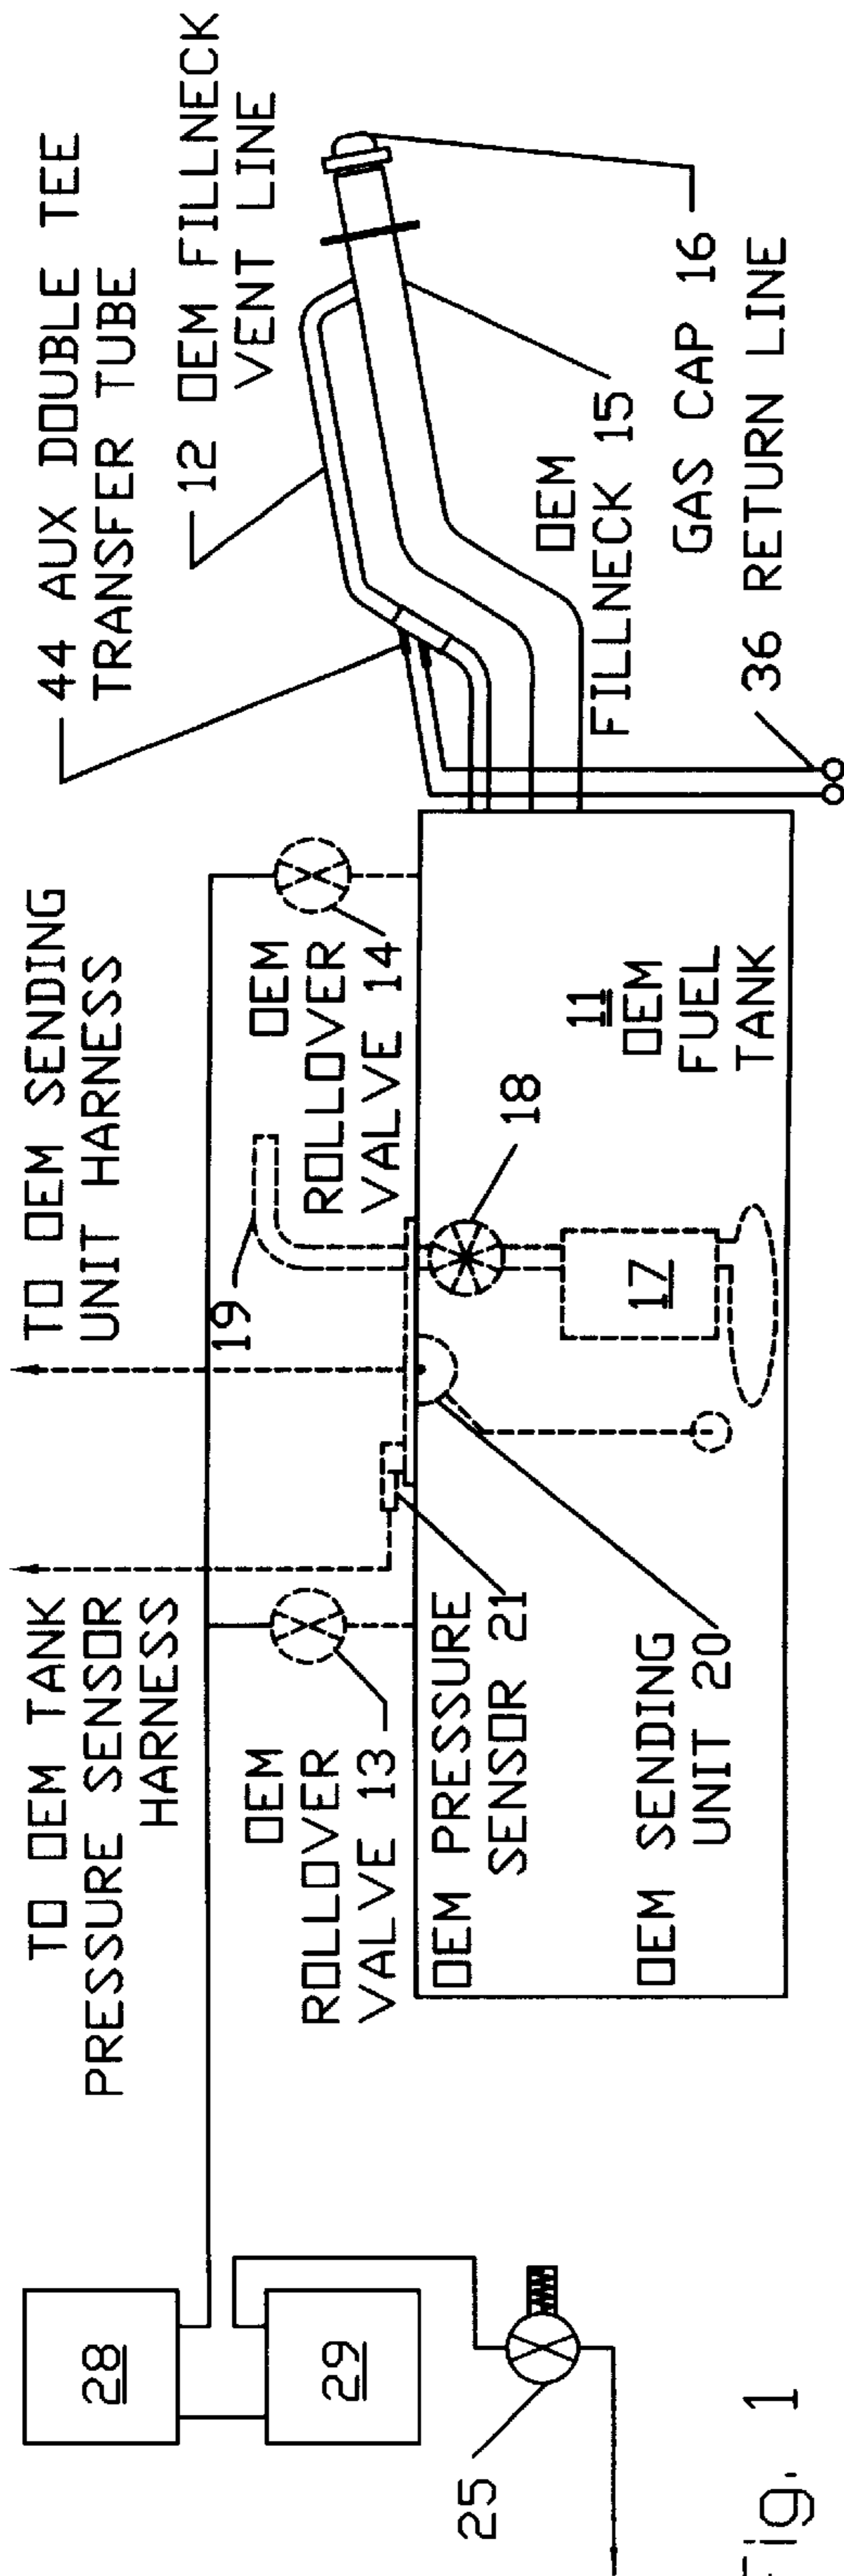 44 AUX DOUBLE TEE
TRANSFER TUBE
12 OEM FILLNECK
VENT LINE
TO OEM SENDING
UNIT HARNESS
TO OEM TANK
PRESSURE SENSOR
HARNESS
28
29
25
OEM
ROLLOVER
VALVE 13
19
OEM
ROLLOVER
VALVE 14
OEM
FILLNECK 15
GAS CAP 16
36 RETURN LINE
18
17
11
OEM
FUEL
TANK
OEM PRESSURE
SENSOR 21
OEM SENDING
UNIT 20
Fig. 1